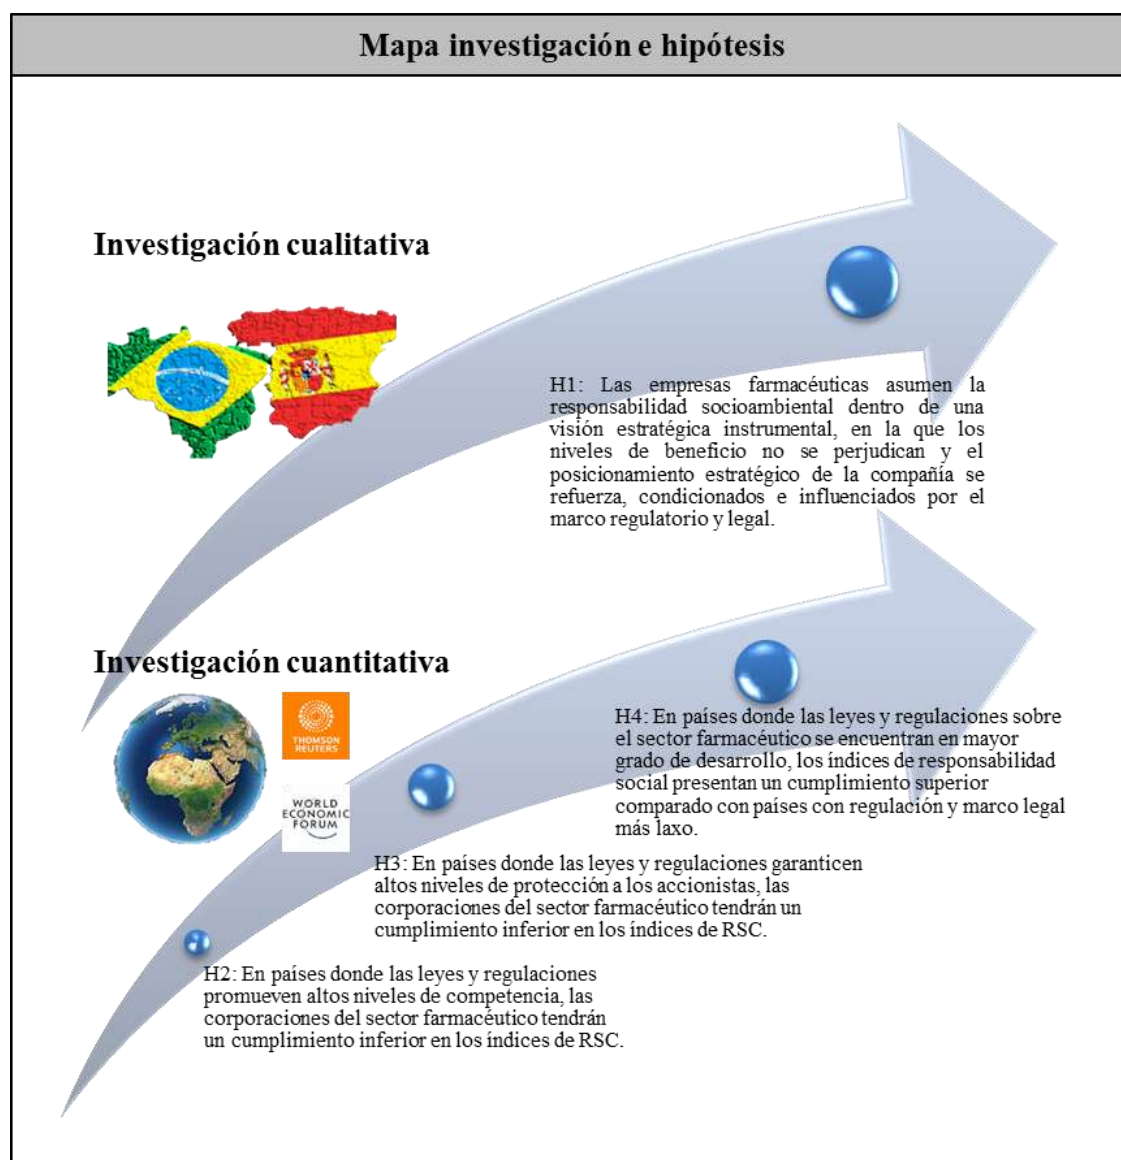 Mapa investigación e hipótesis
Investigación cualitativa
H1: Las empresas farmacéuticas asumen la
responsabilidad socioambiental dentro de una
visión estratégica instrumental, en la que los
niveles de beneficio no se perjudican y el
posicionamiento estratégico de la compañía se
refuerza, condicionados e influenciados por el
marco regulatorio y legal.
Investigación cuantitativa
THOMSON
REUTERS
WORLD
ECONOMIC
FORUM
H4: En países donde las leyes y regulaciones sobre
el sector farmacéutico se encuentran en mayor
grado de desarrollo, los índices de responsabilidad
social presentan un cumplimiento superior
comparado con países con regulación y marco legal
más laxo.
H3: En países donde las leyes y regulaciones garanticen
altos niveles de protección a los accionistas, las
corporaciones del sector farmacéutico tendrán un
cumplimiento inferior en los índices de RSC.
H2: En países donde las leyes y regulaciones
promueven altos niveles de competencia, las
corporaciones del sector farmacéutico tendrán
un cumplimiento inferior en los índices de RSC.